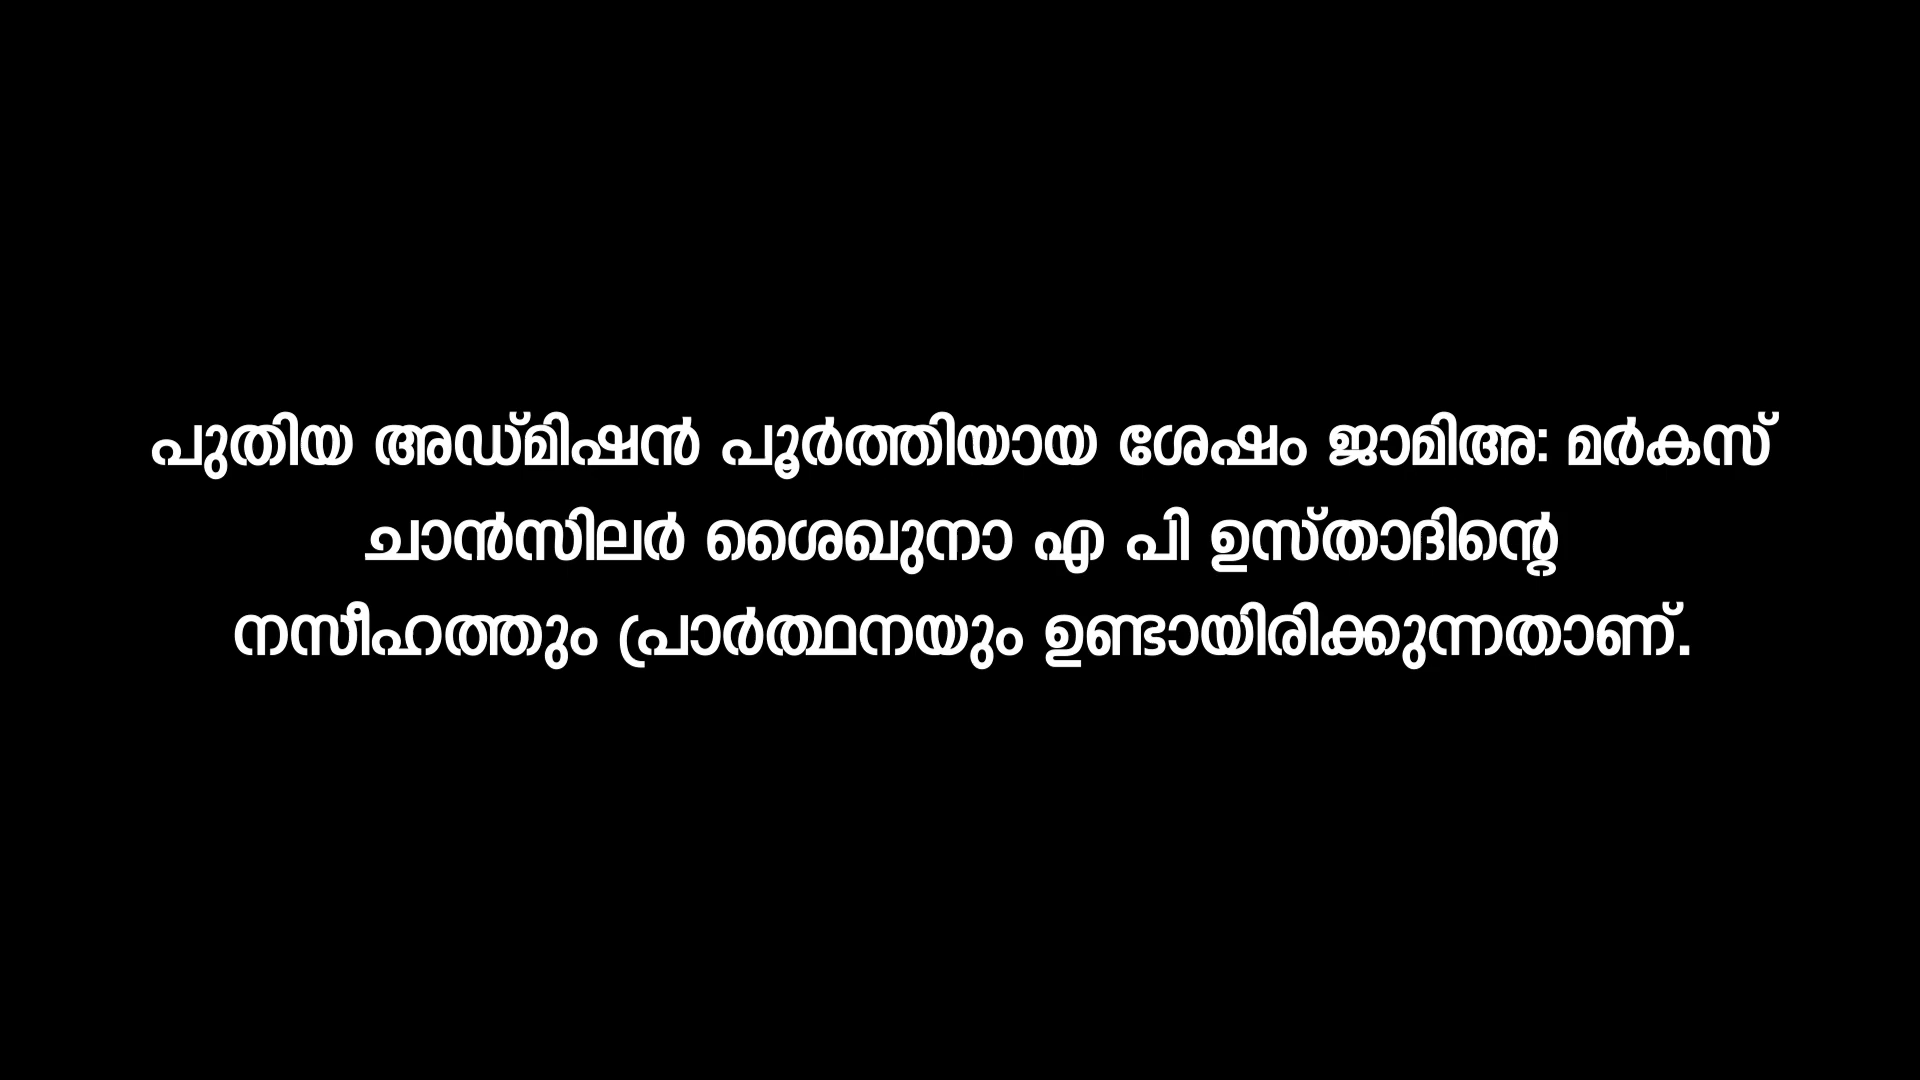 പുതിയ അഡ്മിഷൻ പൂർത്തിയായ ശേഷം ജാമിഅ: മർകസ്
ചാൻസിലർ ശൈഖുനാ എ പി ഉസ്താദിന്റെ
നസീഹത്തും പ്രാർത്ഥനയും ഉണ്ടായിരിക്കുന്നതാണ്.